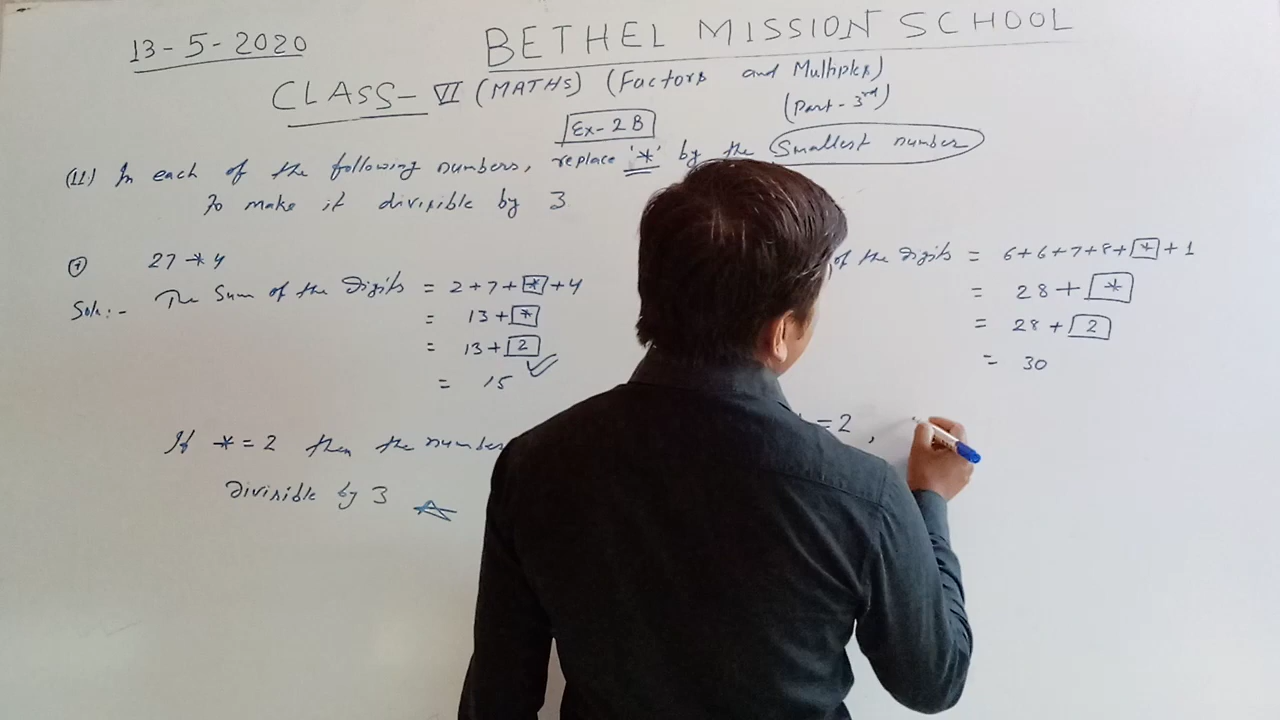 13-5-2020
BETHEL MISSION SCHOOL
CLASS-VI (MATHS) (Factors and Multiples)
(Part-3rd)
Ex-2B
(11) In each of the following numbers, replace '*' by the Smallest number
To make it divisible by 3
27*4
Soln:- The Sum of the Digits = 2+7+*+4
= 13+*
= 13+2
= 15
If *=2 then the number
Divisible by 3
of the Digits = 6+6+7+8+*+1
= 28+*
= 28+2
= 30
=2,